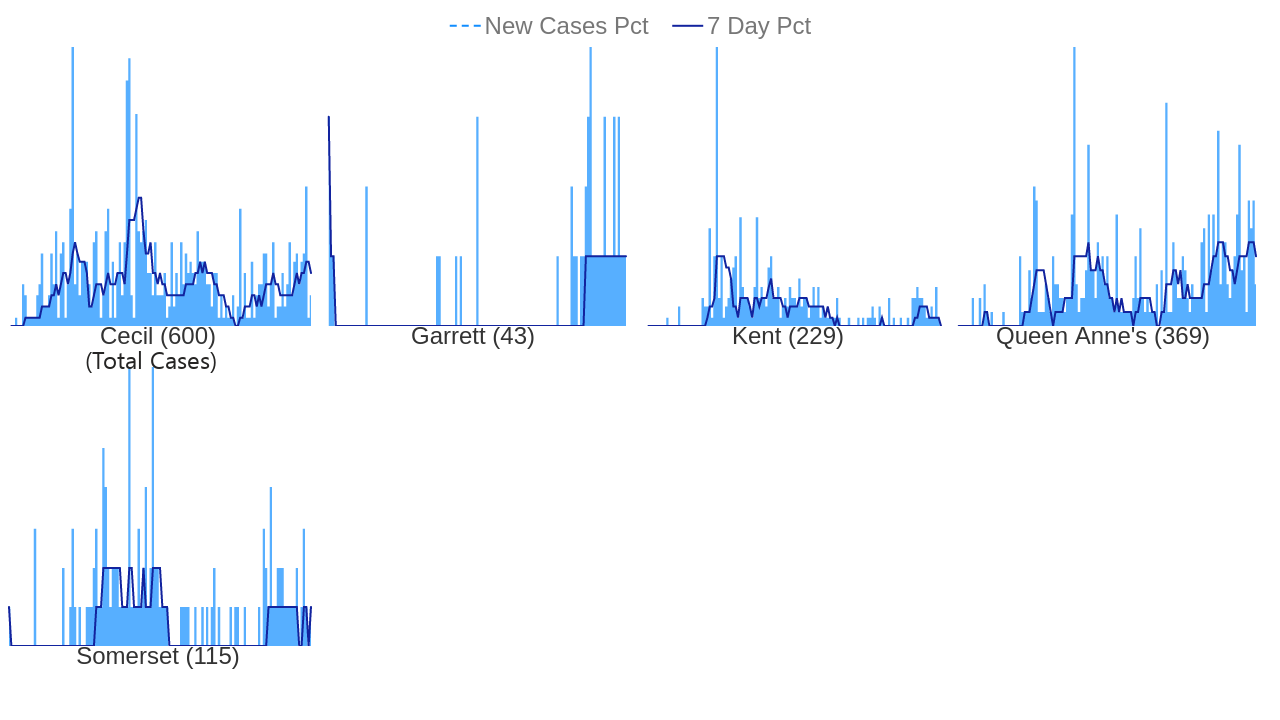 New Cases Pct 7 Day Pct
Cecil (600) Garrett (43) Kent (229) Queen Anne's (369)
(Total Cases)
Somerset (115)